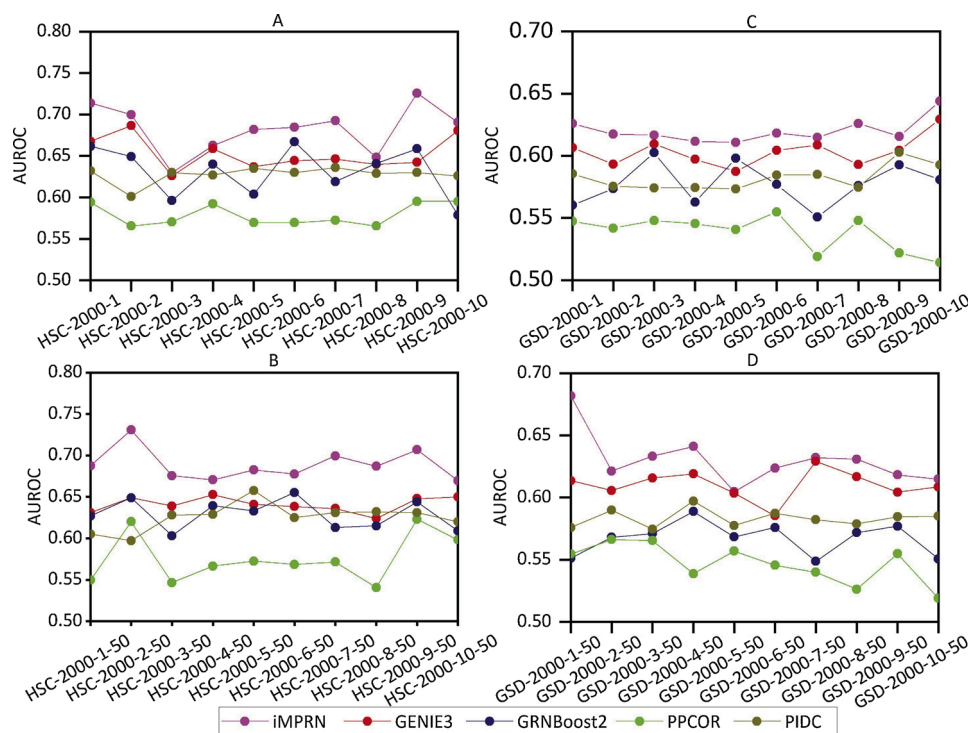 A
0.80
0.75
0.70
0.65
0.60
0.55
0.50
AUROC
HSC-2000-1
HSC-2000-2
HSC-2000-3
HSC-2000-4
HSC-2000-5
HSC-2000-6
HSC-2000-7
HSC-2000-8
HSC-2000-9
HSC-2000-10
C
0.70
0.65
0.60
0.55
0.50
AUROC
GSD-2000-1
GSD-2000-2
GSD-2000-3
GSD-2000-4
GSD-2000-5
GSD-2000-6
GSD-2000-7
GSD-2000-8
GSD-2000-9
GSD-2000-10
B
0.80
0.75
0.70
0.65
0.60
0.55
0.50
AUROC
HSC-2000-1-50
HSC-2000-2-50
HSC-2000-3-50
HSC-2000-4-50
HSC-2000-5-50
HSC-2000-6-50
HSC-2000-7-50
HSC-2000-8-50
HSC-2000-9-50
HSC-2000-10-50
D
0.70
0.65
0.60
0.55
0.50
AUROC
GSD-2000-1-50
GSD-2000-2-50
GSD-2000-3-50
GSD-2000-4-50
GSD-2000-5-50
GSD-2000-6-50
GSD-2000-7-50
GSD-2000-8-50
GSD-2000-9-50
GSD-2000-10-50
iMPRN GENIE3 GRNBoost2 PPCOR PIDC